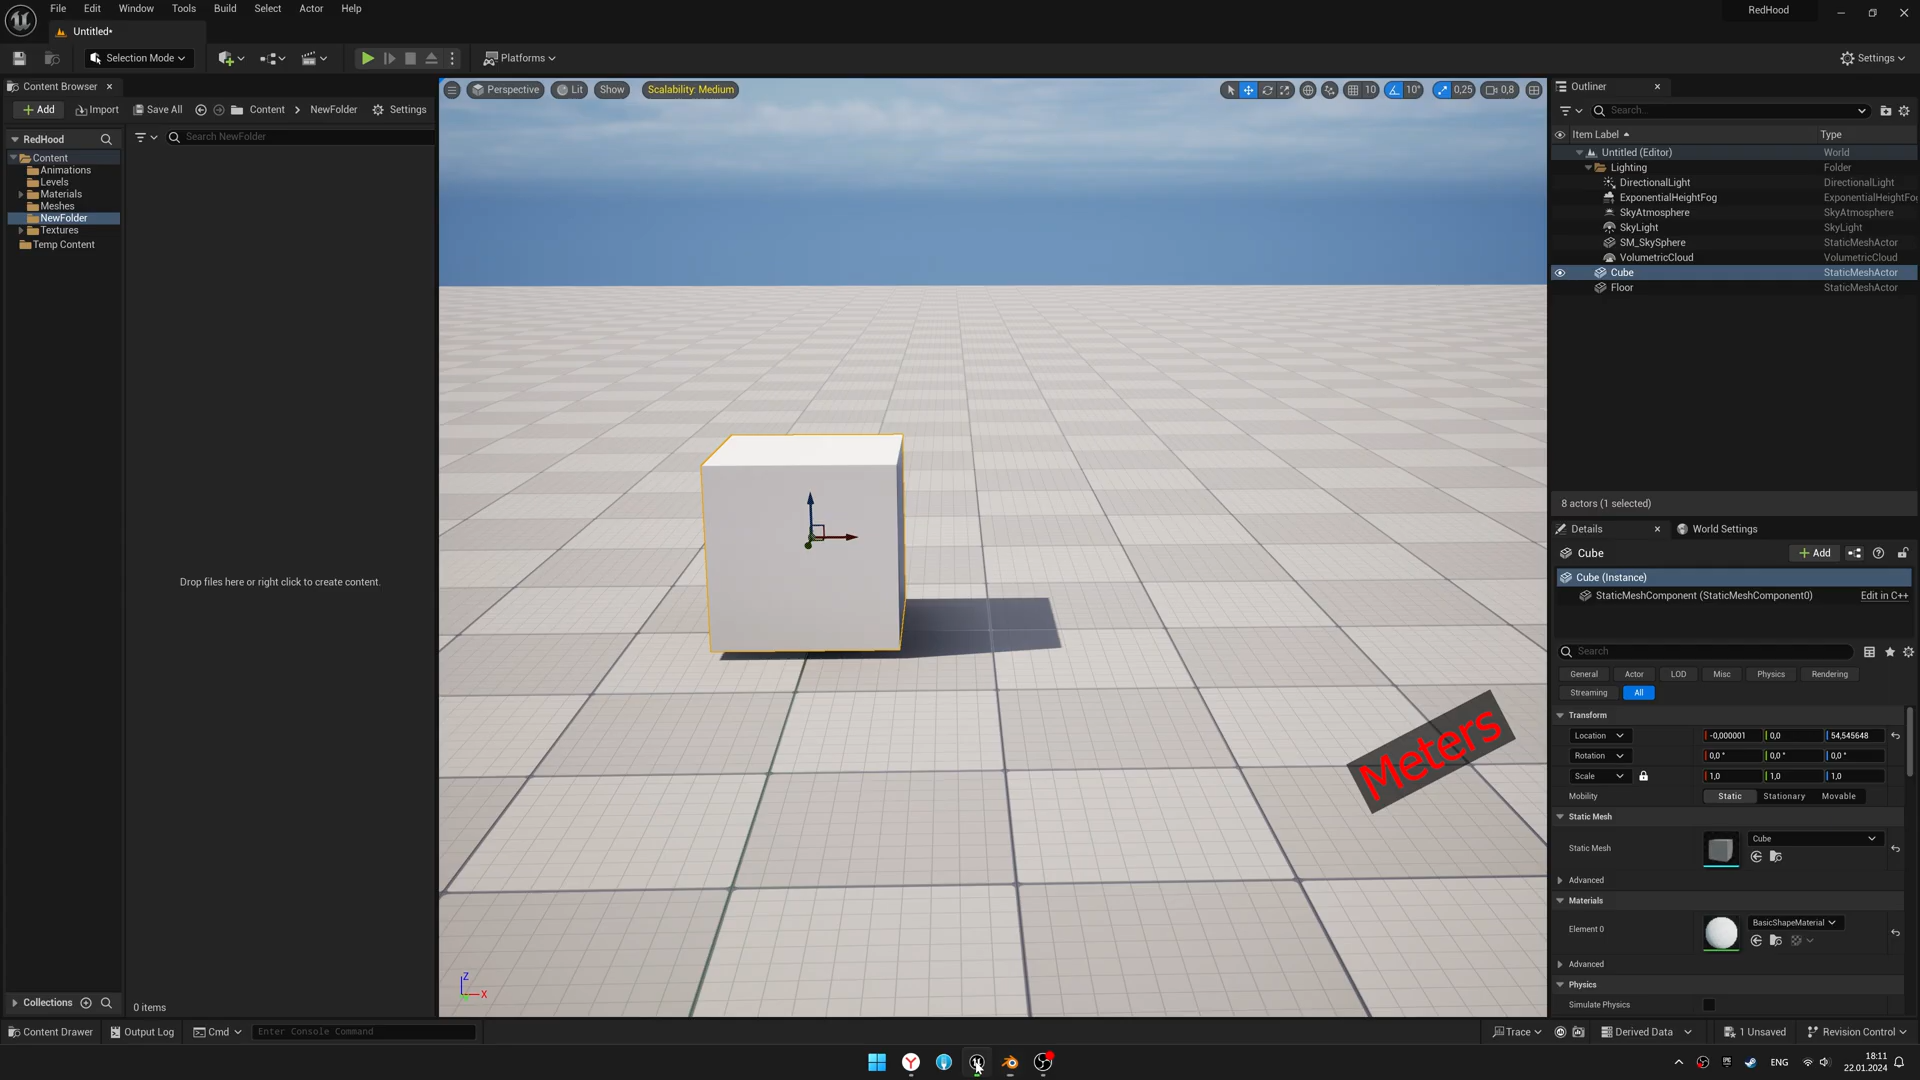 File Edit Window Tools Build Select Actor Help
RedHood
Untitled*
Selection Mode
Platforms
Settings
Content Browser
Add Import Save All Content NewFolder Settings
RedHood
Search NewFolder
Content
Animations
Levels
Materials
Meshes
NewFolder
Textures
Temp Content
Drop files here or right click to create content.
Collections
0 items
Perspective Lit Show Scalability: Medium
10 10° 0,25 0,8
Meters
Z
X
Outliner
Search...
Item Label Type
Untitled (Editor) World
Lighting Folder
DirectionalLight DirectionalLight
ExponentialHeightFog ExponentialHeightFog
SkyAtmosphere SkyAtmosphere
SkyLight SkyLight
SM_SkySphere StaticMeshActor
VolumetricCloud VolumetricCloud
Cube StaticMeshActor
Floor StaticMeshActor
8 actors (1 selected)
Details World Settings
Cube Add
Cube (Instance)
StaticMeshComponent (StaticMeshComponent0) Edit in C++
Search
General Actor LOD Misc Physics Rendering
Streaming All
Transform
Location -0,000001 0,0 54,545648
Rotation 0,0 ° 0,0 ° 0,0 °
Scale 1,0 1,0 1,0
Mobility Static Stationary Movable
Static Mesh
Static Mesh Cube
Advanced
Materials
Element 0 BasicShapeMaterial
Advanced
Physics
Simulate Physics
Content Drawer Output Log Cmd Enter Console Command
Trace Derived Data 1 Unsaved Revision Control
ENG
18:11
22.01.2024